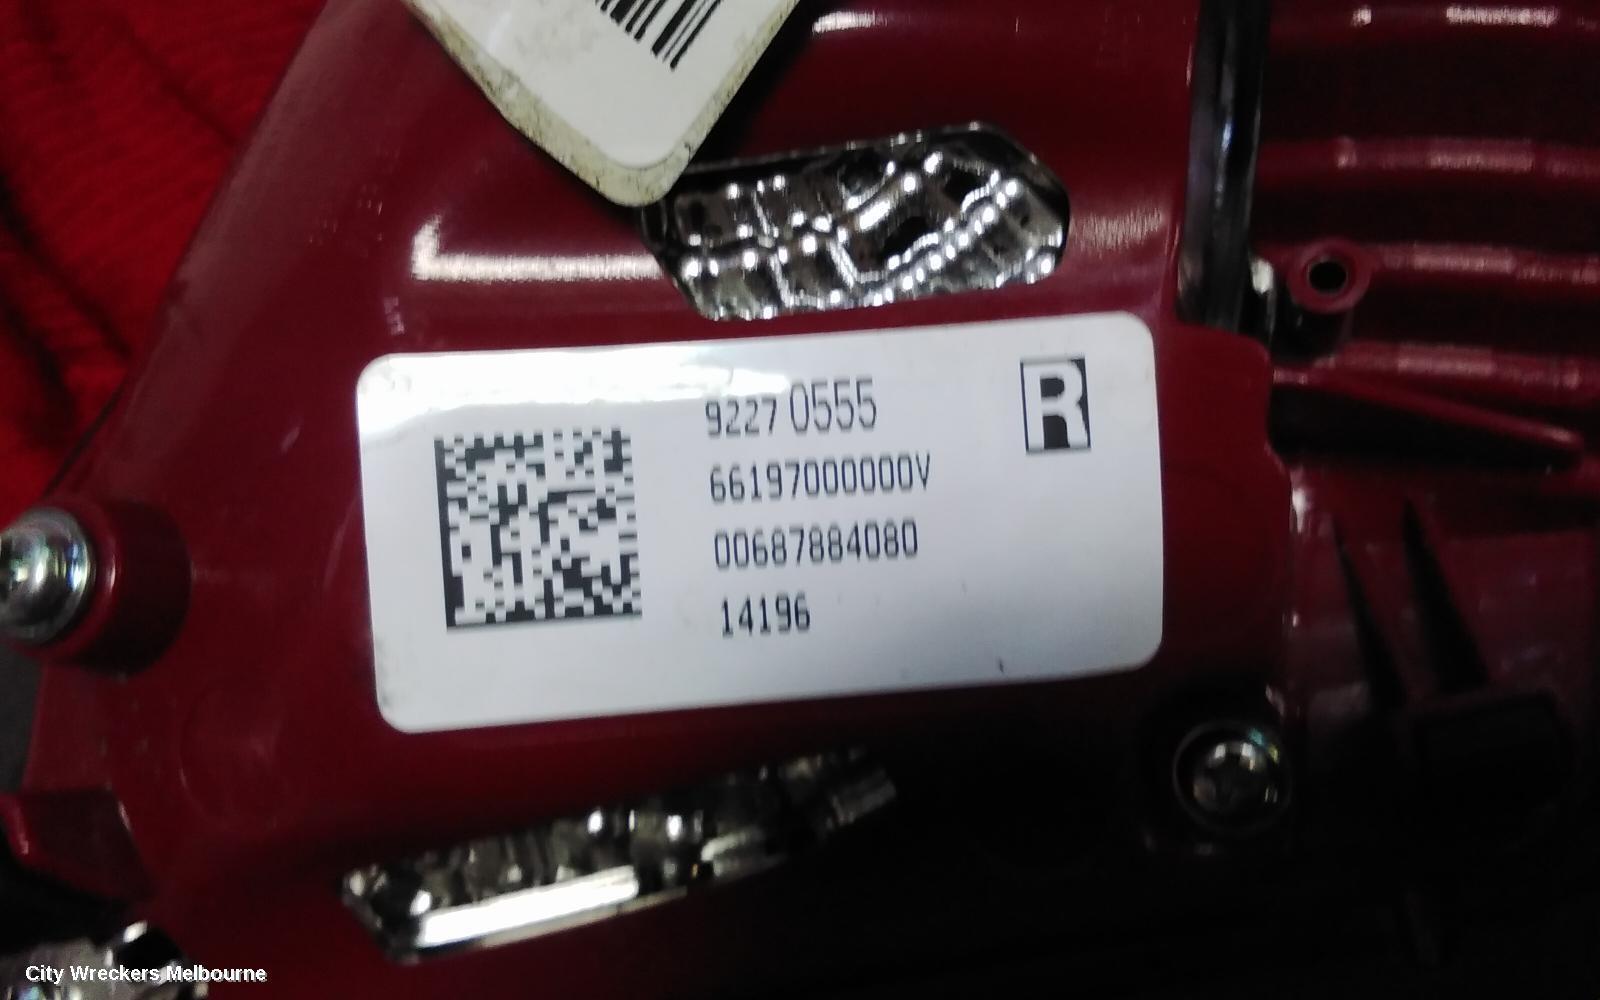 9227 0555
R
66197000000V
00687884080
14196
City Wreckers Melbourne